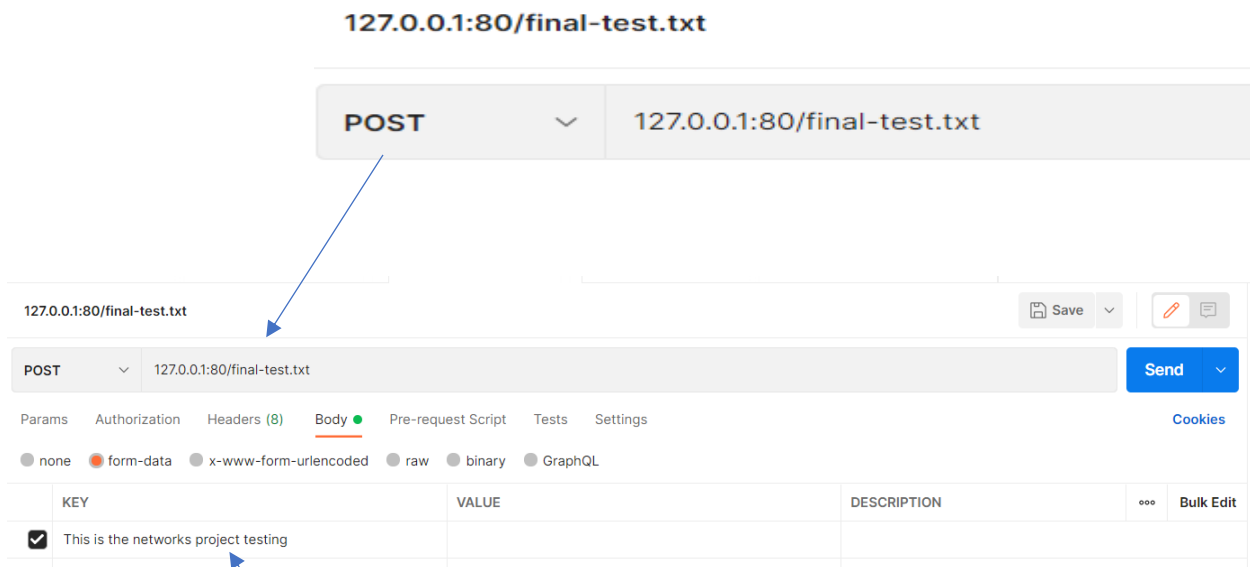 127.0.0.1:80/final-test.txt
POST 127.0.0.1:80/final-test.txt
127.0.0.1:80/final-test.txt Save
POST 127.0.0.1:80/final-test.txt Send
Params Authorization Headers (8) Body Pre-request Script Tests Settings Cookies
none form-data x-www-form-urlencoded raw binary GraphQL
KEY VALUE DESCRIPTION Bulk Edit
This is the networks project testing